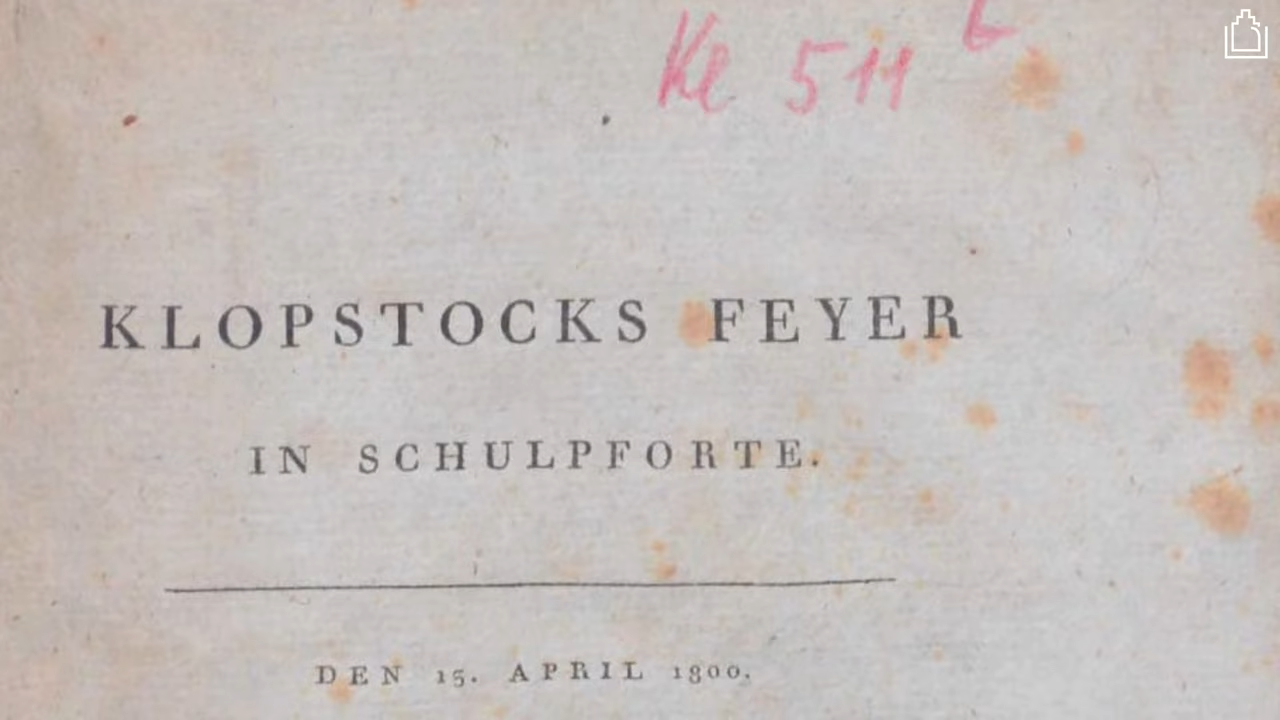 Ke 511 L
KLOPSTOCKS FEYER
IN SCHULPFORTE.
DEN 15. APRIL 1800.